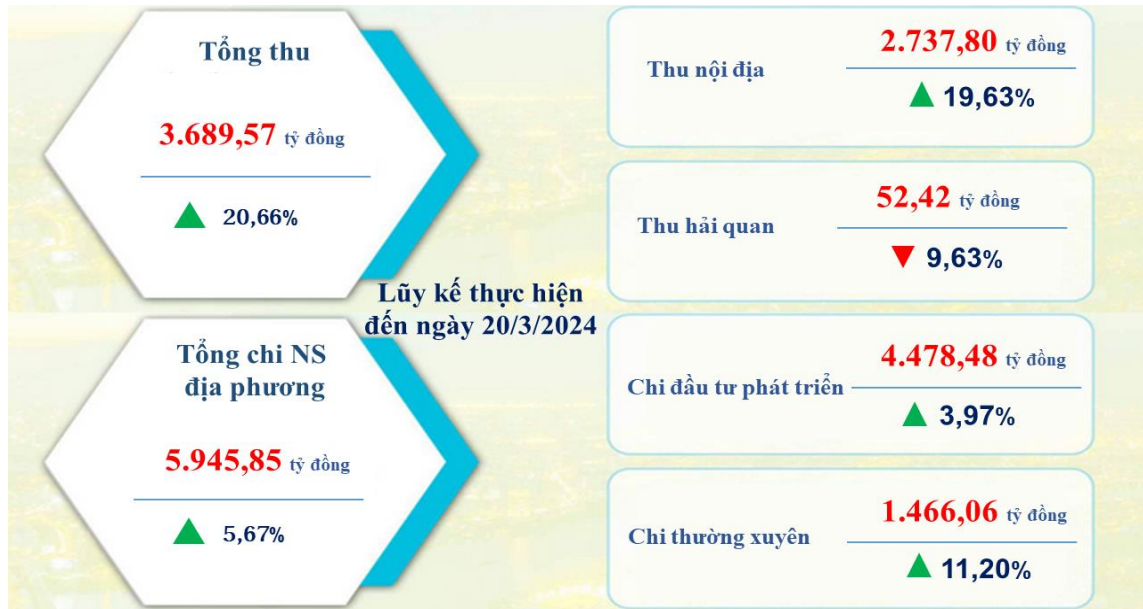 Tổng thu
3.689,57 tỷ đồng
20,66%
Thu nội địa
2.737,80 tỷ đồng
19,63%
Thu hải quan
52,42 tỷ đồng
9,63%
Lũy kế thực hiện
đến ngày 20/3/2024
Tổng chi NS
địa phương
5.945,85 tỷ đồng
5,67%
Chi đầu tư phát triển
4.478,48 tỷ đồng
3,97%
Chi thường xuyên
1.466,06 tỷ đồng
11,20%